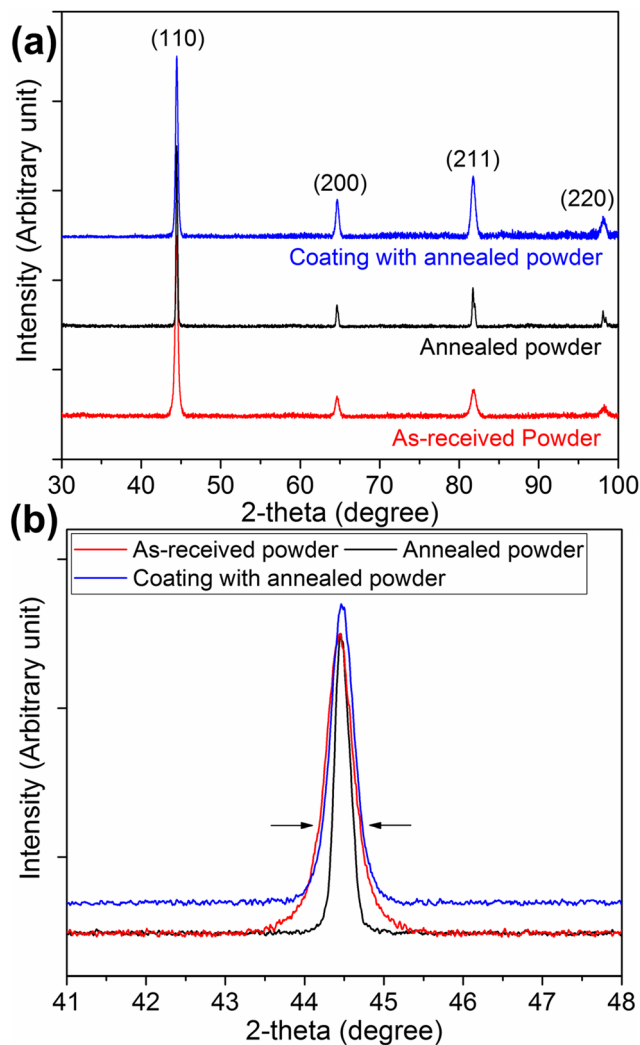 (a)
(110)
(200)
(211)
(220)
Coating with annealed powder
Annealed powder
As-received Powder
Intensity (Arbitrary unit)
30 40 50 60 70 80 90 100
2-theta (degree)
(b)
As-received powder Annealed powder
Coating with annealed powder
Intensity (Arbitrary unit)
41 42 43 44 45 46 47 48
2-theta (degree)